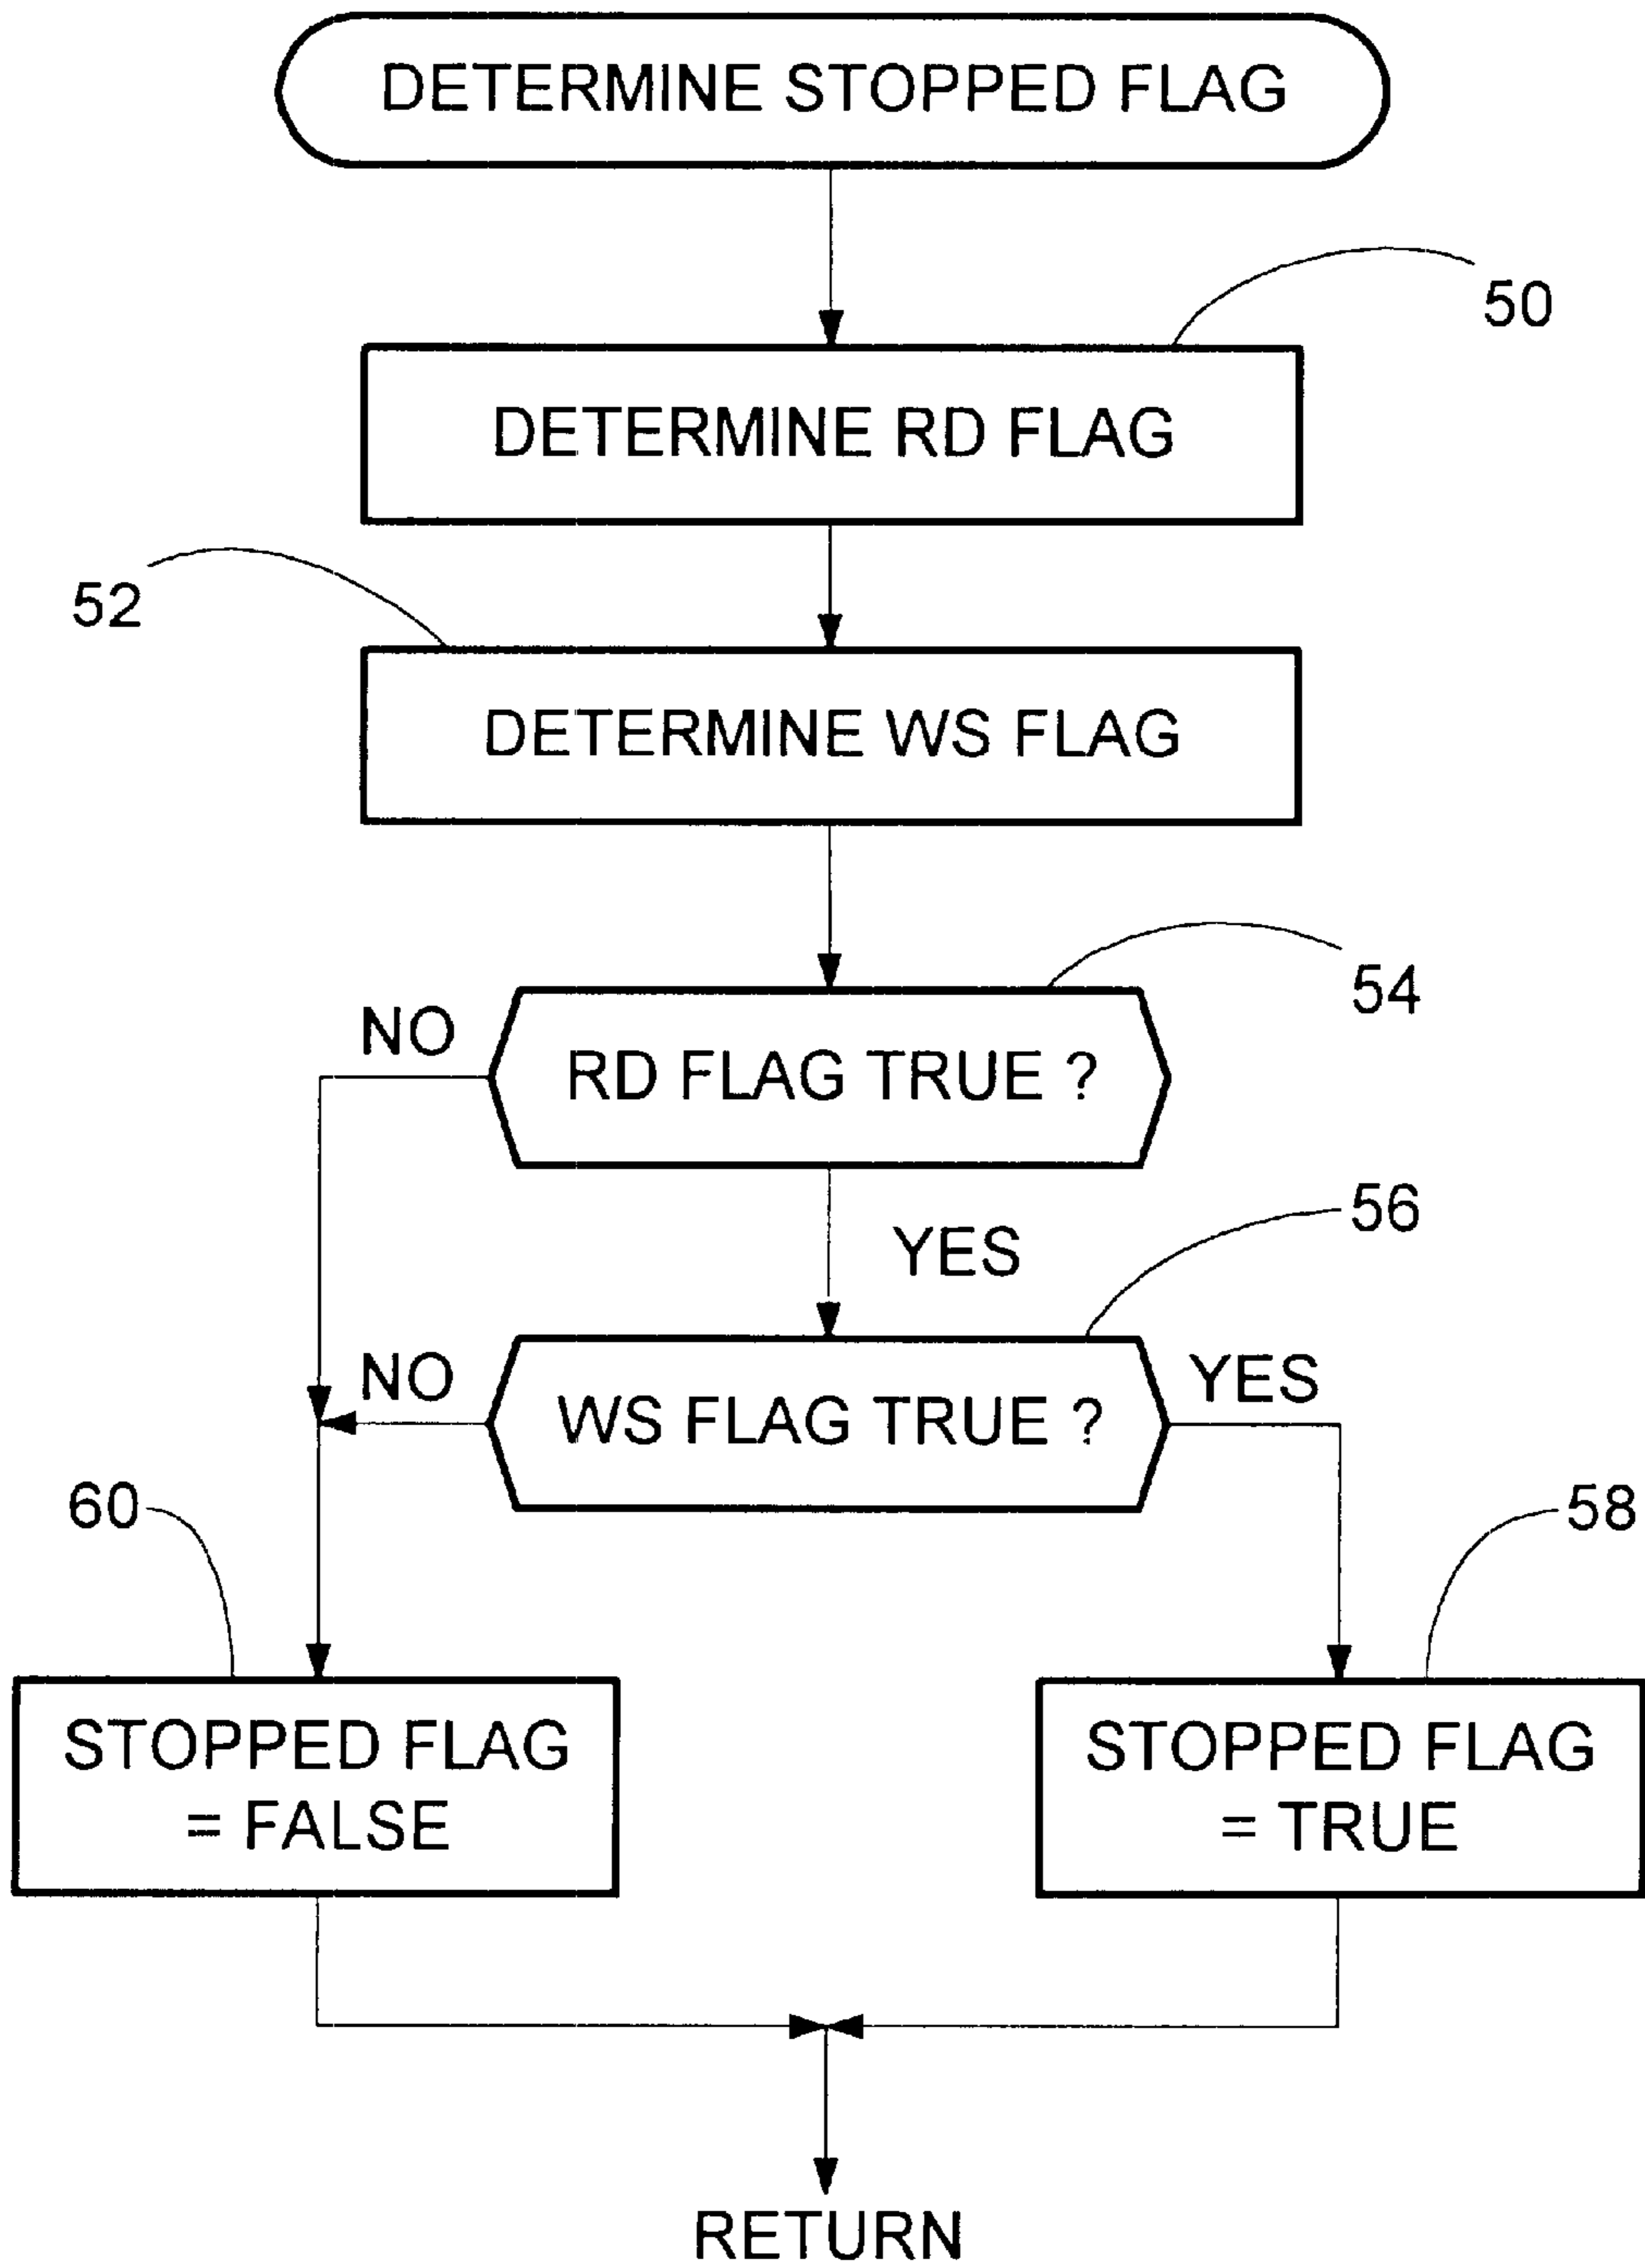 DETERMINE STOPPED FLAG
50
DETERMINE RD FLAG
52
DETERMINE WS FLAG
54
NO
RD FLAG TRUE ?
YES
56
NO
WS FLAG TRUE ?
YES
60
58
STOPPED FLAG
= FALSE
STOPPED FLAG
= TRUE
RETURN